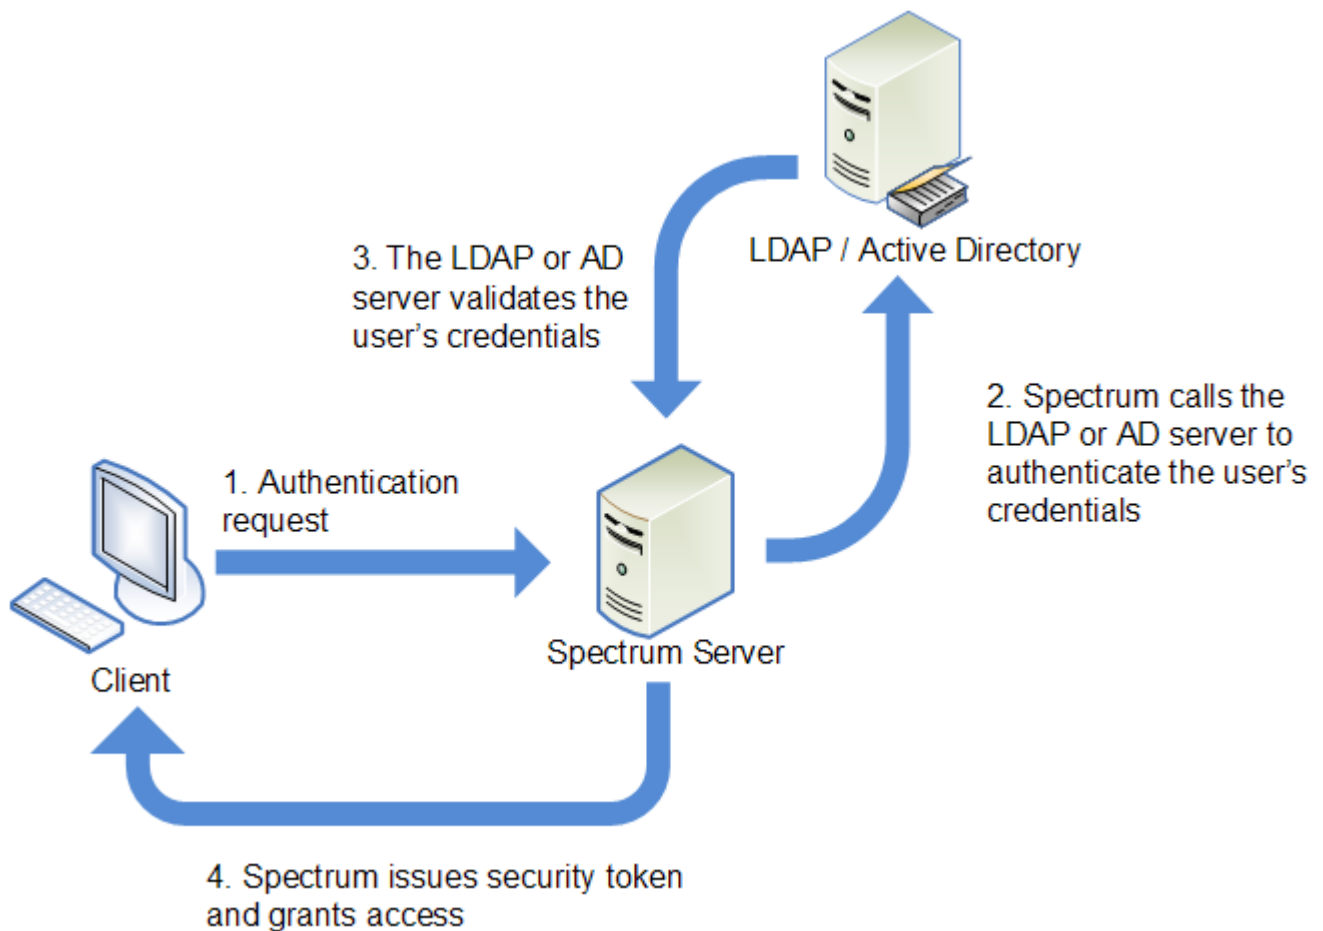 LDAP / Active Directory
3. The LDAP or AD
server validates the
user’s credentials
2. Spectrum calls the
LDAP or AD server to
authenticate the user’s
credentials
1. Authentication
request
Spectrum Server
Client
4. Spectrum issues security token
and grants access